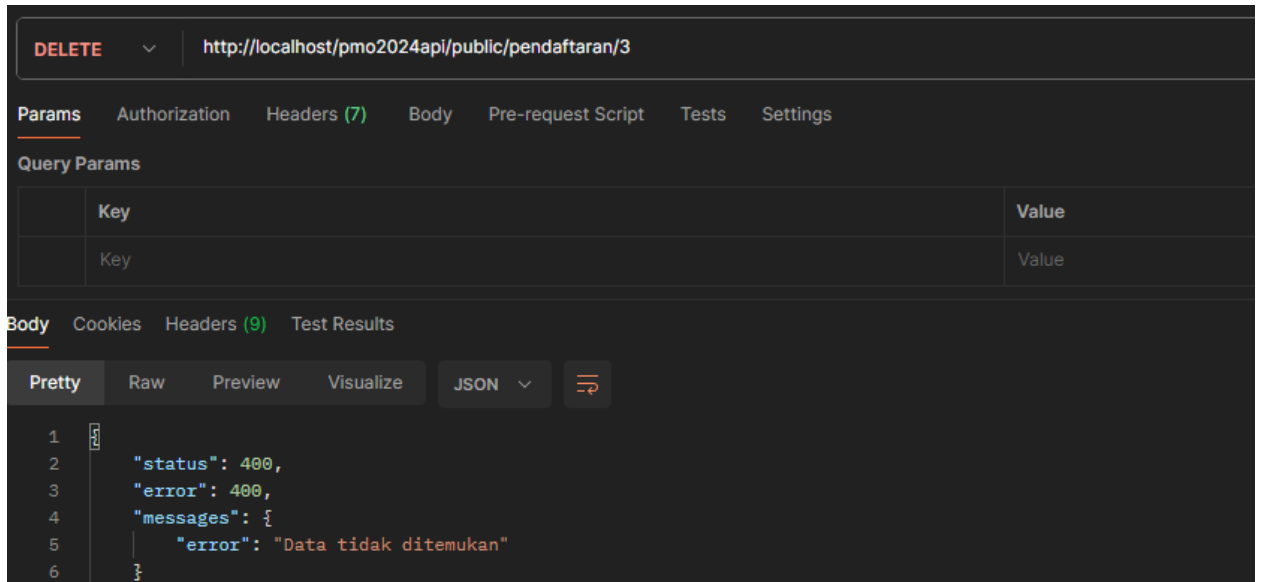 DELETE http://localhost/pmo2024api/public/pendaftaran/3
Params Authorization Headers (7) Body Pre-request Script Tests Settings
Query Params
Key Value
Key Value
Body Cookies Headers (9) Test Results
Pretty Raw Preview Visualize JSON
1 {
2 "status": 400,
3 "error": 400,
4 "messages": {
5 "error": "Data tidak ditemukan"
6 }